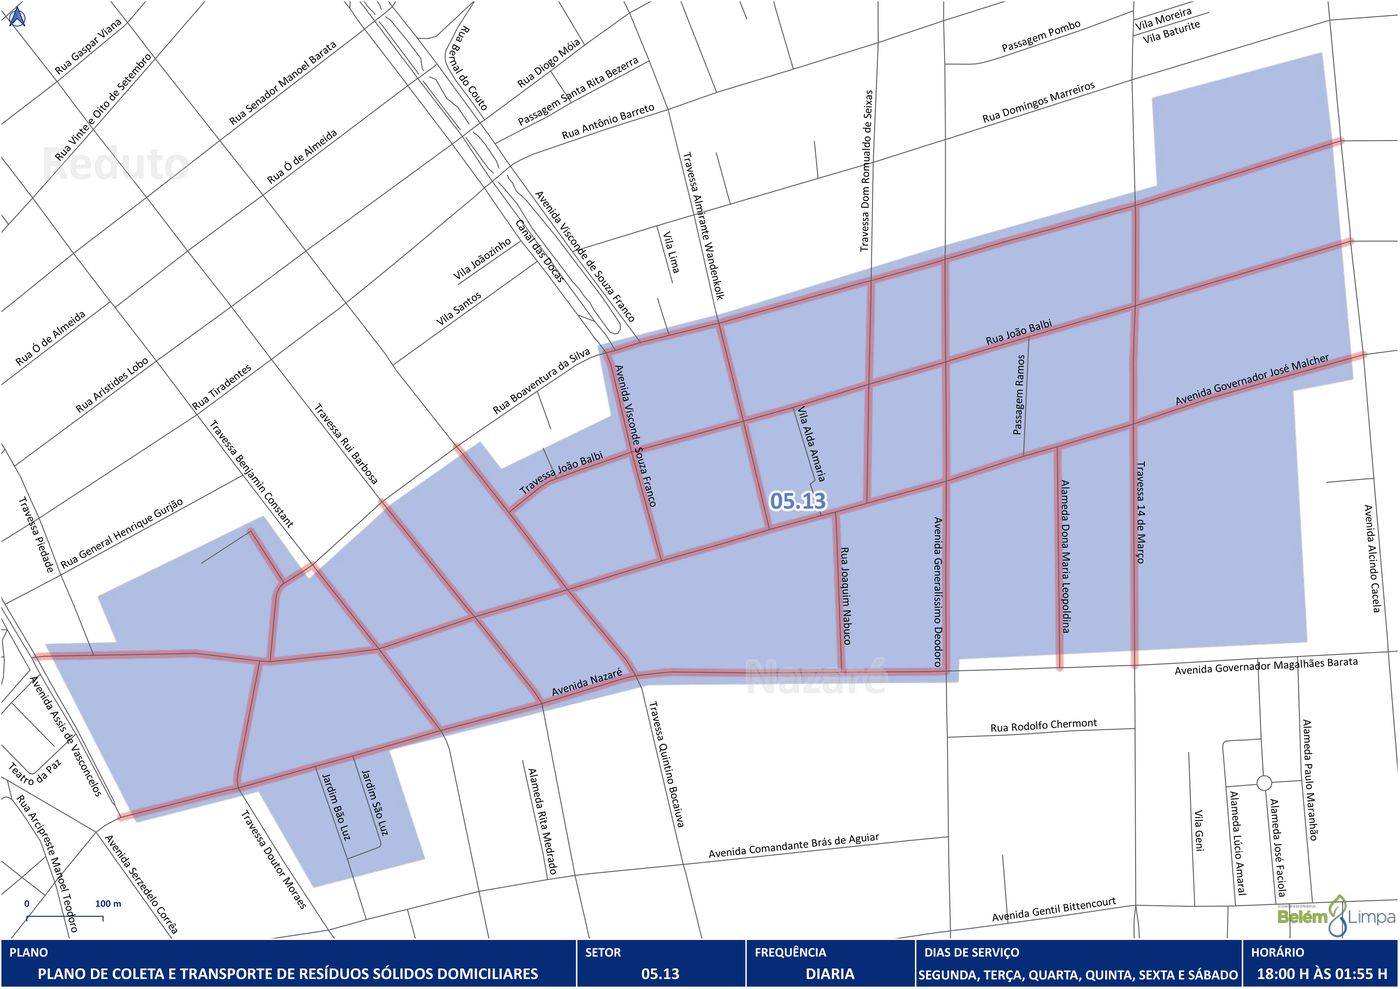 Rua Gaspar Viana
Rua Vinte e Oito de Setembro
Rua Senador Manoel Barata
Rua Bernal do Couto
Rua Diogo Móia
Passagem Santa Rita Bezerra
Rua Antônio Barreto
Passagem Pombo
Vila Moreira
Vila Baturite
Rua Domingos Marreiros
Reduto
Rua Ó de Almeida
Travessa Almirante Wandenkolk
Travessa Dom Romualdo de Seixas
Avenida Visconde de Souza Franco
Canal das Docas
Vila Joãozinho
Vila Lima
Vila Santos
Rua Ó de Almeida
Rua Aristides Lobo
Rua Tiradentes
Rua Boaventura da Silva
Rua João Balbi
Passagem Ramos
Avenida Governador José Malcher
Travessa Rui Barbosa
Travessa Benjamin Constant
Avenida Visconde Souza Franco
Travessa João Balbi
Vila Alda Amaria
05.13
Travessa Piedade
Rua General Henrique Gurjão
Rua Joaquim Nabuco
Avenida Generalíssimo Deodoro
Alameda Dona Maria Leopoldina
Travessa 14 de Março
Avenida Alcindo Cacela
Avenida Nazaré
Nazaré
Avenida Governador Magalhães Barata
Avenida Assis de Vasconcelos
Travessa Quintino Bocaiuva
Rua Rodolfo Chermont
Teatro da Paz
Jardim Bão Luz
Jardim São Luz
Alameda Rita Medrado
Rua Arcipreste Manoel Teodoro
Avenida Serzedelo Corrêa
Travessa Doutor Moraes
Avenida Comandante Brás de Aguiar
Vila Geni
Alameda Lúcio Amaral
Alameda José Faciola
Alameda Paulo Maranhão
Avenida Gentil Bittencourt
0 100 m
Belém Limpa
PLANO
PLANO DE COLETA E TRANSPORTE DE RESÍDUOS SÓLIDOS DOMICILIARES
SETOR
05.13
FREQUÊNCIA
DIARIA
DIAS DE SERVIÇO
SEGUNDA, TERÇA, QUARTA, QUINTA, SEXTA E SÁBADO
HORÁRIO
18:00 H ÀS 01:55 H